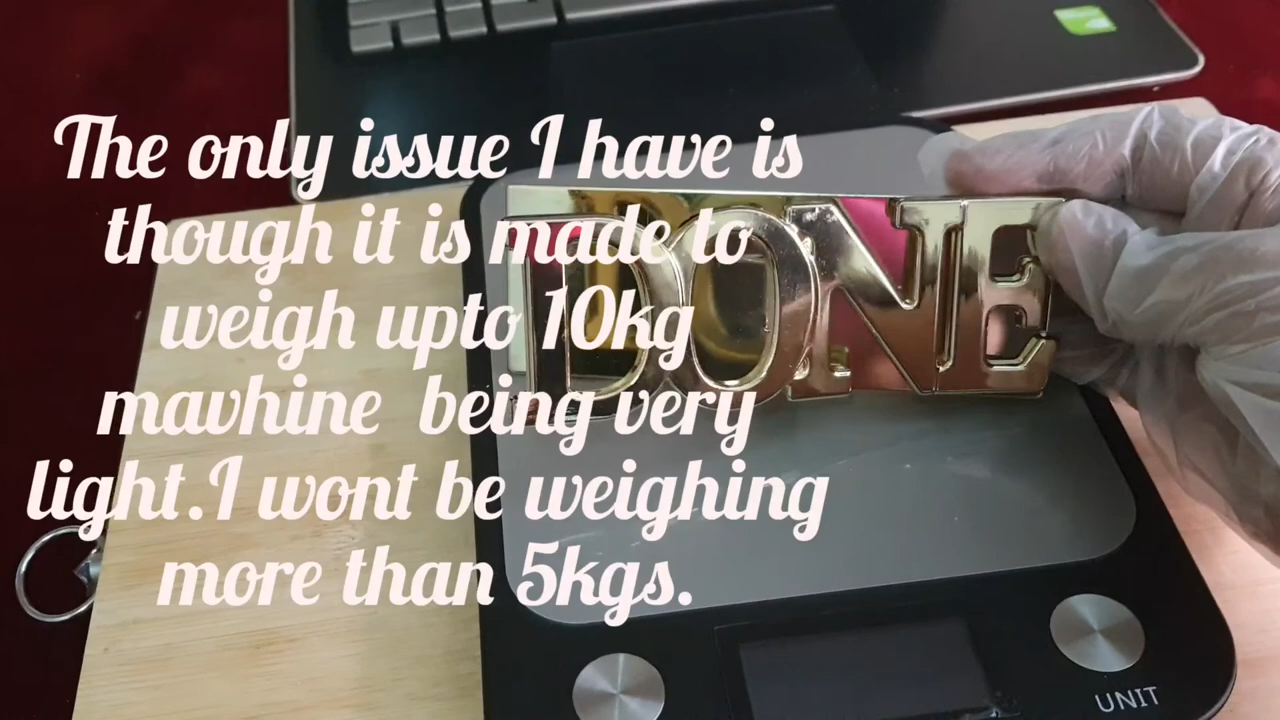 The only issue I have is
though it is made to
weigh upto 10kg
mavhine being very
light.I wont be weighing
more than 5kgs.
DONE
UNIT